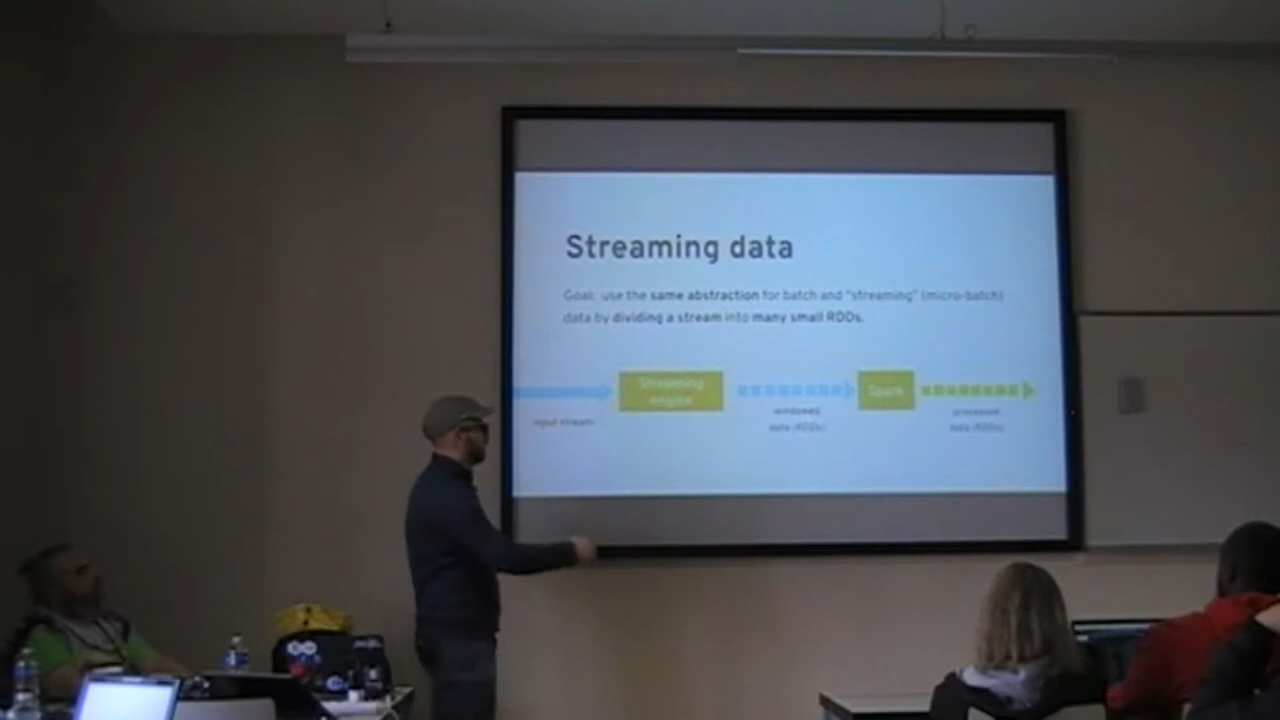 Streaming data
Goal: use the same abstraction for batch and "streaming" (micro-batch)
data by dividing a stream into many small RDDs.
Streaming
engine
Spark
input stream
windowed
data (RDDs)
processed
data (RDDs)